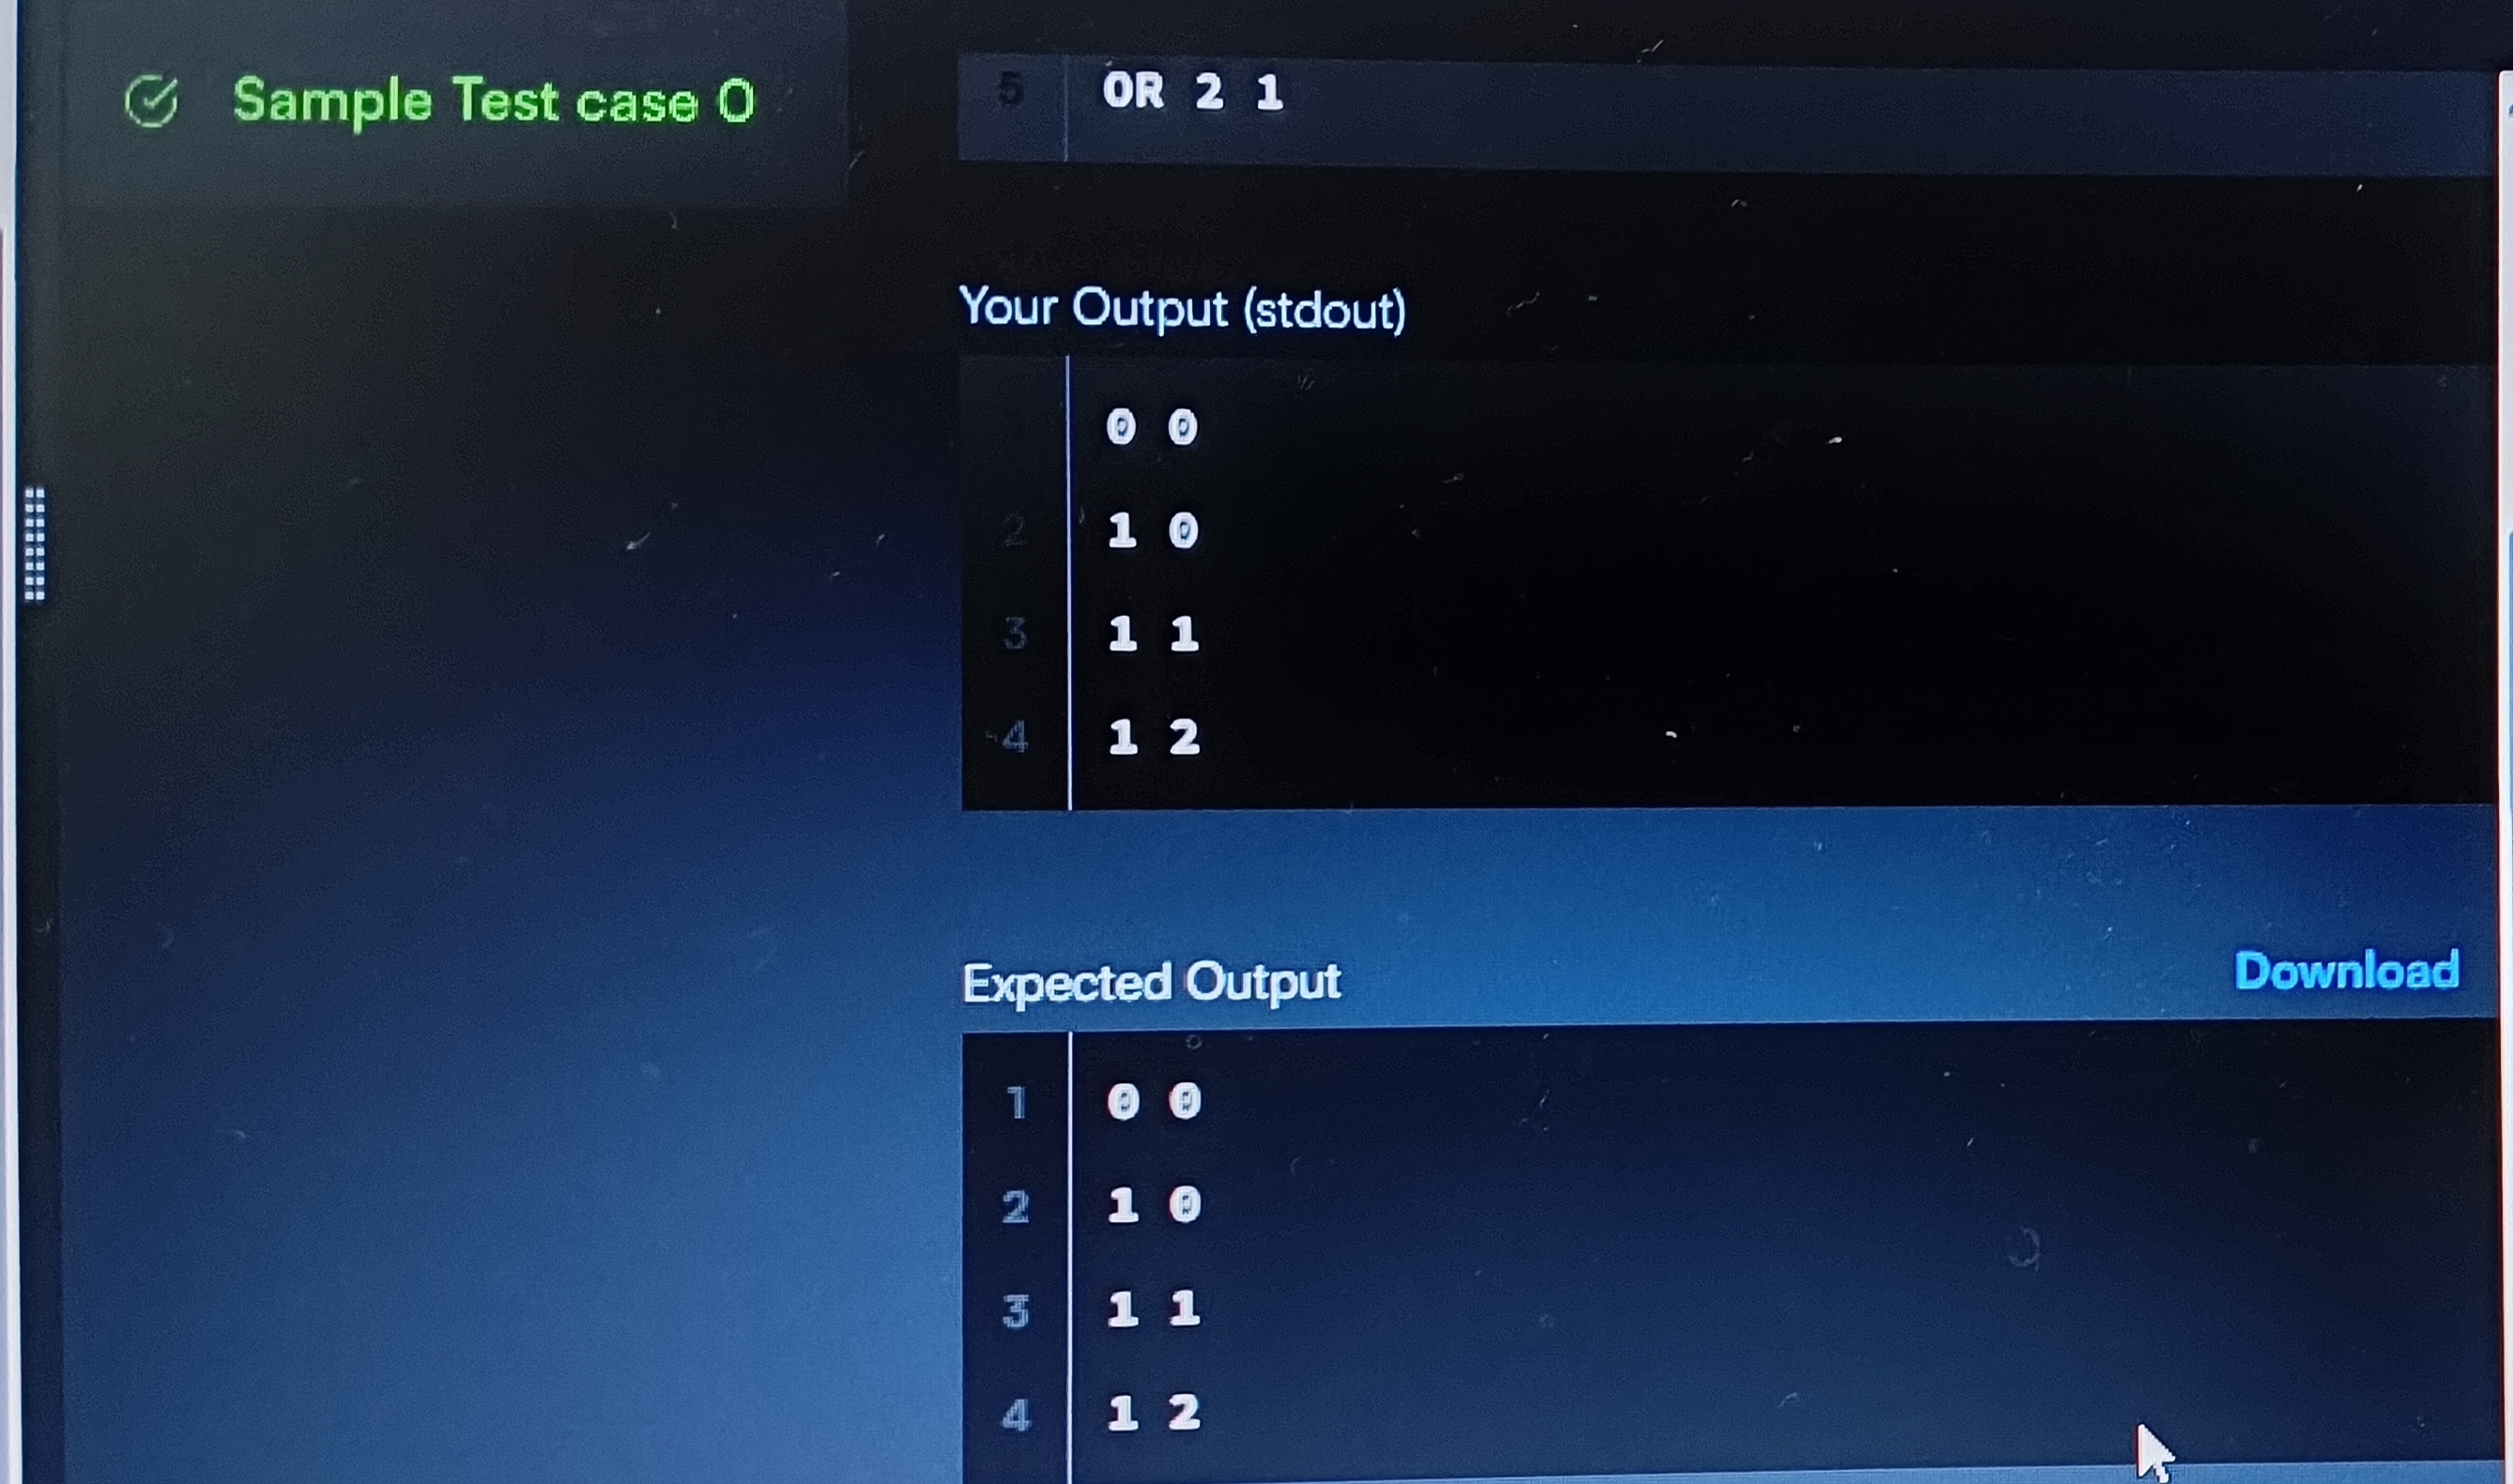 Sample Test case 0
5 OR 2 1
Your Output (stdout)
0 0
2 1 0
3 1 1
4 1 2
Expected Output
Download
1 0 0
2 1 0
3 1 1
4 1 2